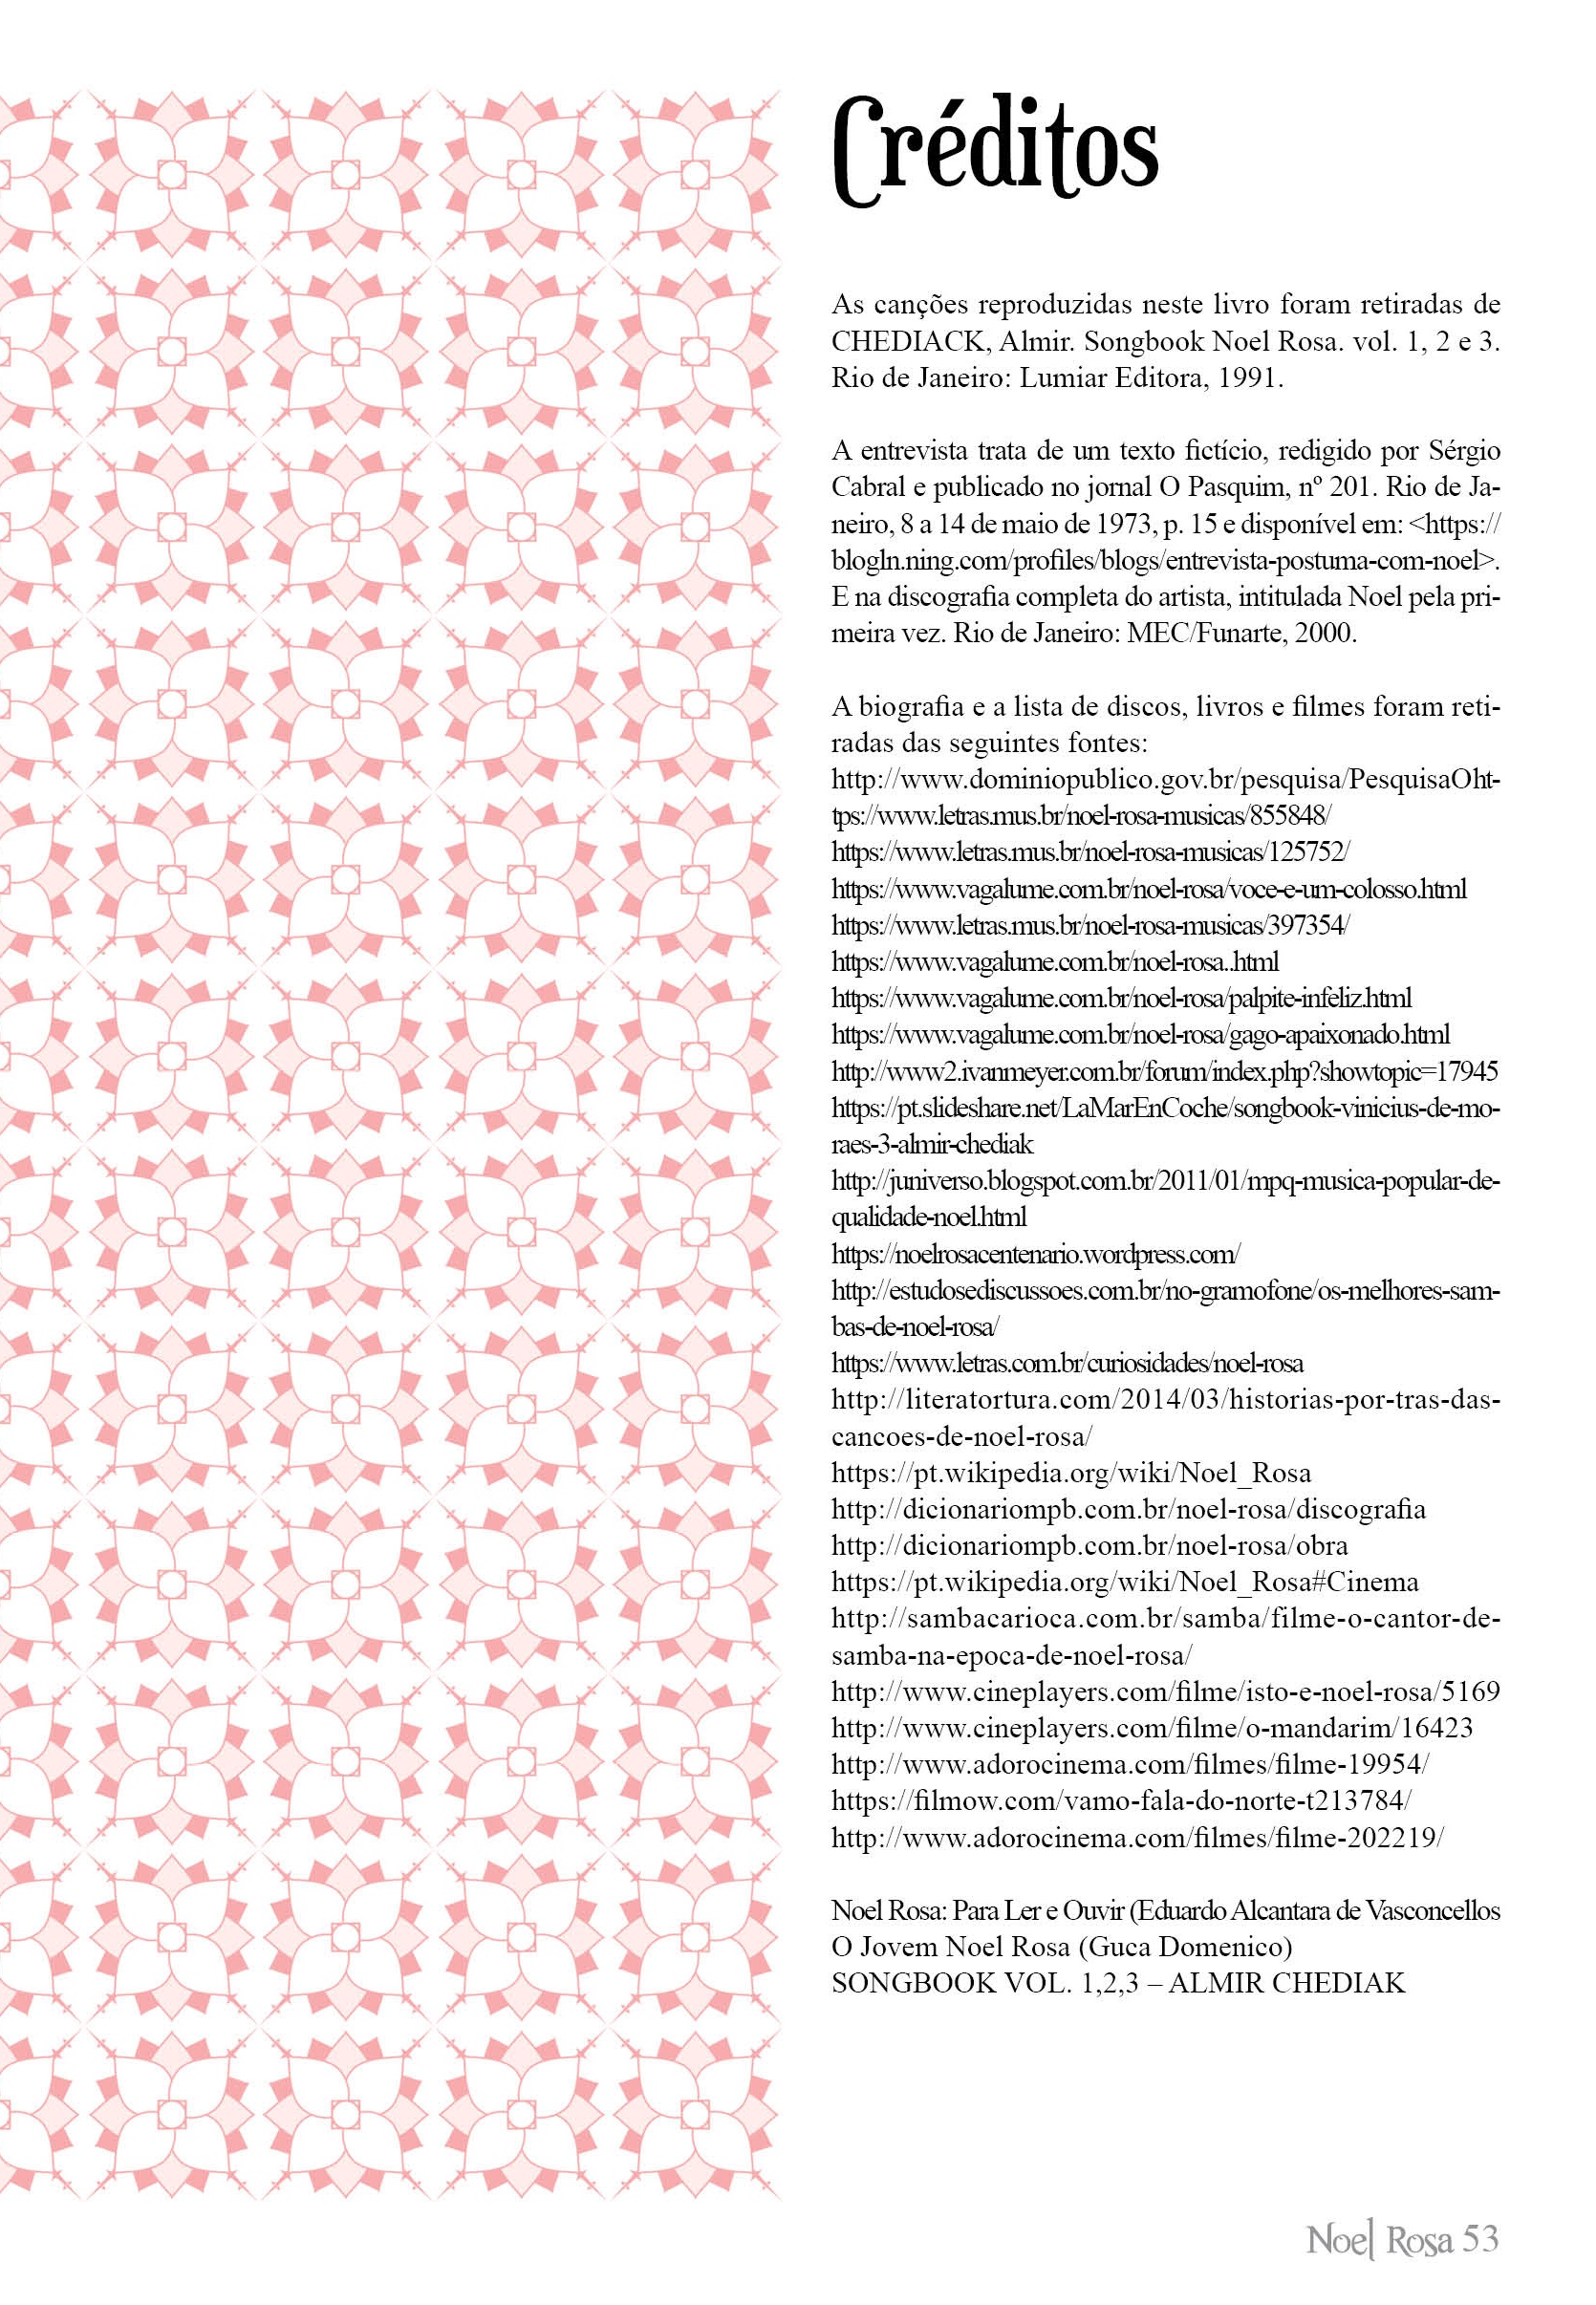 Créditos
As canções reproduzidas neste livro foram retiradas de
CHEDIACK, Almir. Songbook Noel Rosa. vol. 1, 2 e 3.
Rio de Janeiro: Lumiar Editora, 1991.
A entrevista trata de um texto fictício, redigido por Sérgio
Cabral e publicado no jornal O Pasquim, nº 201. Rio de Ja-
neiro, 8 a 14 de maio de 1973, p. 15 e disponível em: <https://
blogln.ning.com/profiles/blogs/entrevista-postuma-com-noel>.
E na discografia completa do artista, intitulada Noel pela pri-
meira vez. Rio de Janeiro: MEC/Funarte, 2000.
A biografia e a lista de discos, livros e filmes foram reti-
radas das seguintes fontes:
http://www.dominiopublico.gov.br/pesquisa/PesquisaOht-
tps://www.letras.mus.br/noel-rosa-musicas/855848/
https://www.letras.mus.br/noel-rosa-musicas/125752/
https://www.vagalume.com.br/noel-rosa/voce-e-um-colosso.html
https://www.letras.mus.br/noel-rosa-musicas/397354/
https://www.vagalume.com.br/noel-rosa..html
https://www.vagalume.com.br/noel-rosa/palpite-infeliz.html
https://www.vagalume.com.br/noel-rosa/gago-apaixonado.html
http://www2.ivanmeyer.com.br/forum/index.php?showtopic=17945
https://pt.slideshare.net/LaMarEnCoche/songbook-vinicius-de-mo-
raes-3-almir-chediak
http://juniverso.blogspot.com.br/2011/01/mpq-musica-popular-de-
qualidade-noel.html
https://noelrosacentenario.wordpress.com/
http://estudosediscussoes.com.br/no-gramofone/os-melhores-sam-
bas-de-noel-rosa/
https://www.letras.com.br/curiosidades/noel-rosa
http://literatortura.com/2014/03/historias-por-tras-das-
cancoes-de-noel-rosa/
https://pt.wikipedia.org/wiki/Noel_Rosa
http://dicionariompb.com.br/noel-rosa/discografia
http://dicionariompb.com.br/noel-rosa/obra
https://pt.wikipedia.org/wiki/Noel_Rosa#Cinema
http://sambacarioca.com.br/samba/filme-o-cantor-de-
samba-na-epoca-de-noel-rosa/
http://www.cineplayers.com/filme/isto-e-noel-rosa/5169
http://www.cineplayers.com/filme/o-mandarim/16423
http://www.adorocinema.com/filmes/filme-19954/
https://filmow.com/vamo-fala-do-norte-t213784/
http://www.adorocinema.com/filmes/filme-202219/
Noel Rosa: Para Ler e Ouvir (Eduardo Alcantara de Vasconcellos
O Jovem Noel Rosa (Guca Domenico)
SONGBOOK VOL. 1,2,3 – ALMIR CHEDIAK
Noel Rosa 53